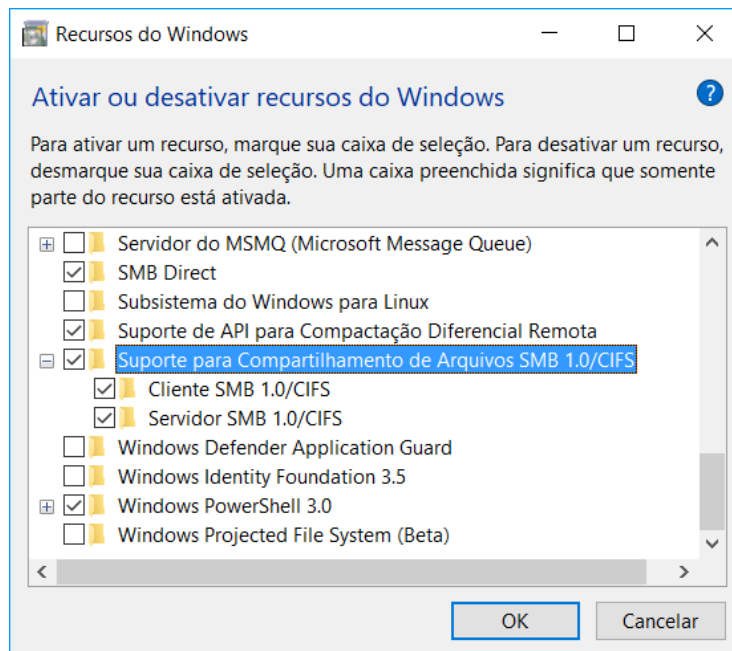 Recursos do Windows
Ativar ou desativar recursos do Windows
?
Para ativar um recurso, marque sua caixa de seleção. Para desativar um recurso,
desmarque sua caixa de seleção. Uma caixa preenchida significa que somente
parte do recurso está ativada.
Servidor do MSMQ (Microsoft Message Queue)
SMB Direct
Subsistema do Windows para Linux
Suporte de API para Compactação Diferencial Remota
Suporte para Compartilhamento de Arquivos SMB 1.0/CIFS
Cliente SMB 1.0/CIFS
Servidor SMB 1.0/CIFS
Windows Defender Application Guard
Windows Identity Foundation 3.5
Windows PowerShell 3.0
Windows Projected File System (Beta)
OK
Cancelar